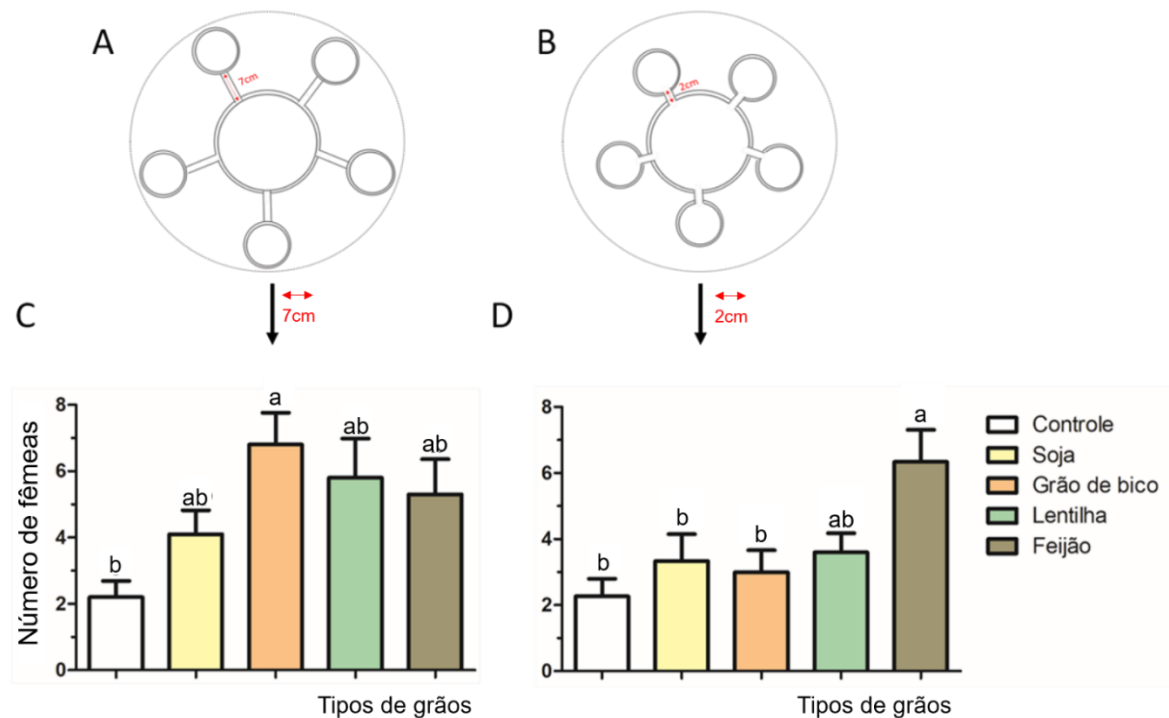 A
7cm
B
2cm
C
7cm
D
2cm
Número de fêmeas
8
6
4
2
0
b
ab
a
ab
ab
Tipos de grãos
8
6
4
2
0
b
b
b
ab
a
Tipos de grãos
Controle
Soja
Grão de bico
Lentilha
Feijão